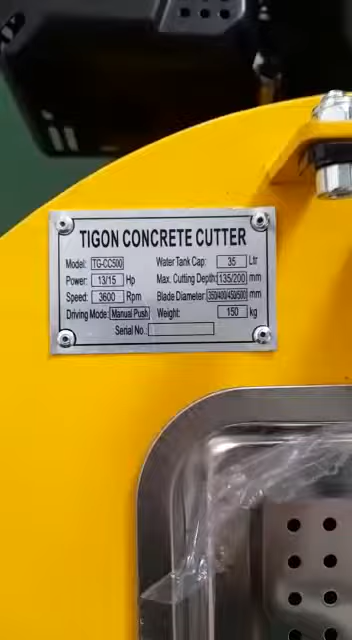 TIGON CONCRETE CUTTER
Model: TG-CC500 Water Tank Cap: 35 Ltr
Power: 13/15 Hp Max. Cutting Depth: 135/200 mm
Speed: 3600 Rpm Blade Diameter: 350/400/450/500 mm
Driving Mode: Manual Push Weight: 150 kg
Serial No.: